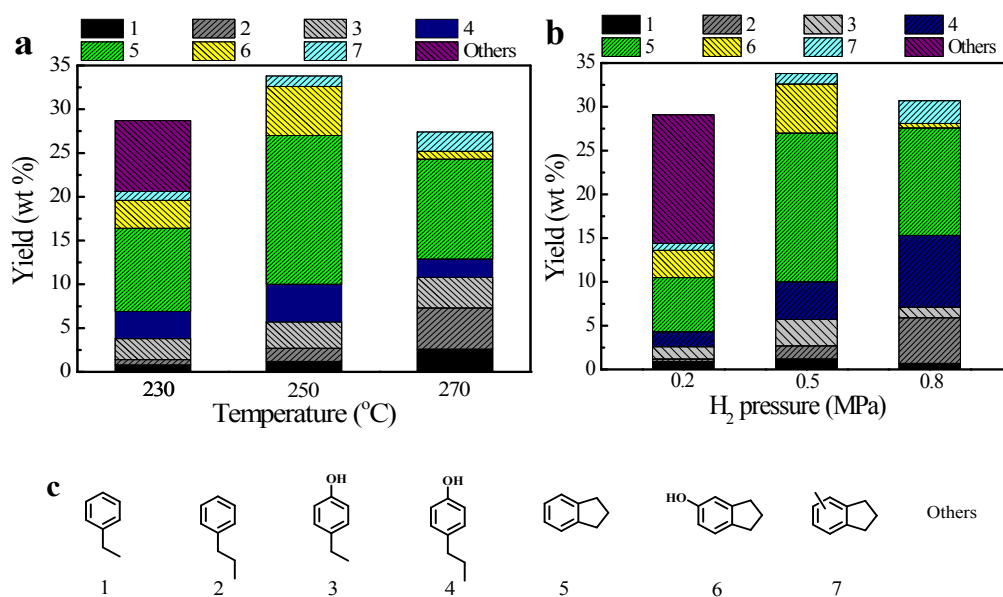 a
1 2 3 4
5 6 7 Others
35
30
25
20
15
10
5
0
Yield (wt %)
230 250 270
Temperature (°C)
b
1 2 3 4
5 6 7 Others
35
30
25
20
15
10
5
0
Yield (wt %)
0.2 0.5 0.8
H₂ pressure (MPa)
c
OH OH HO Others
1 2 3 4 5 6 7